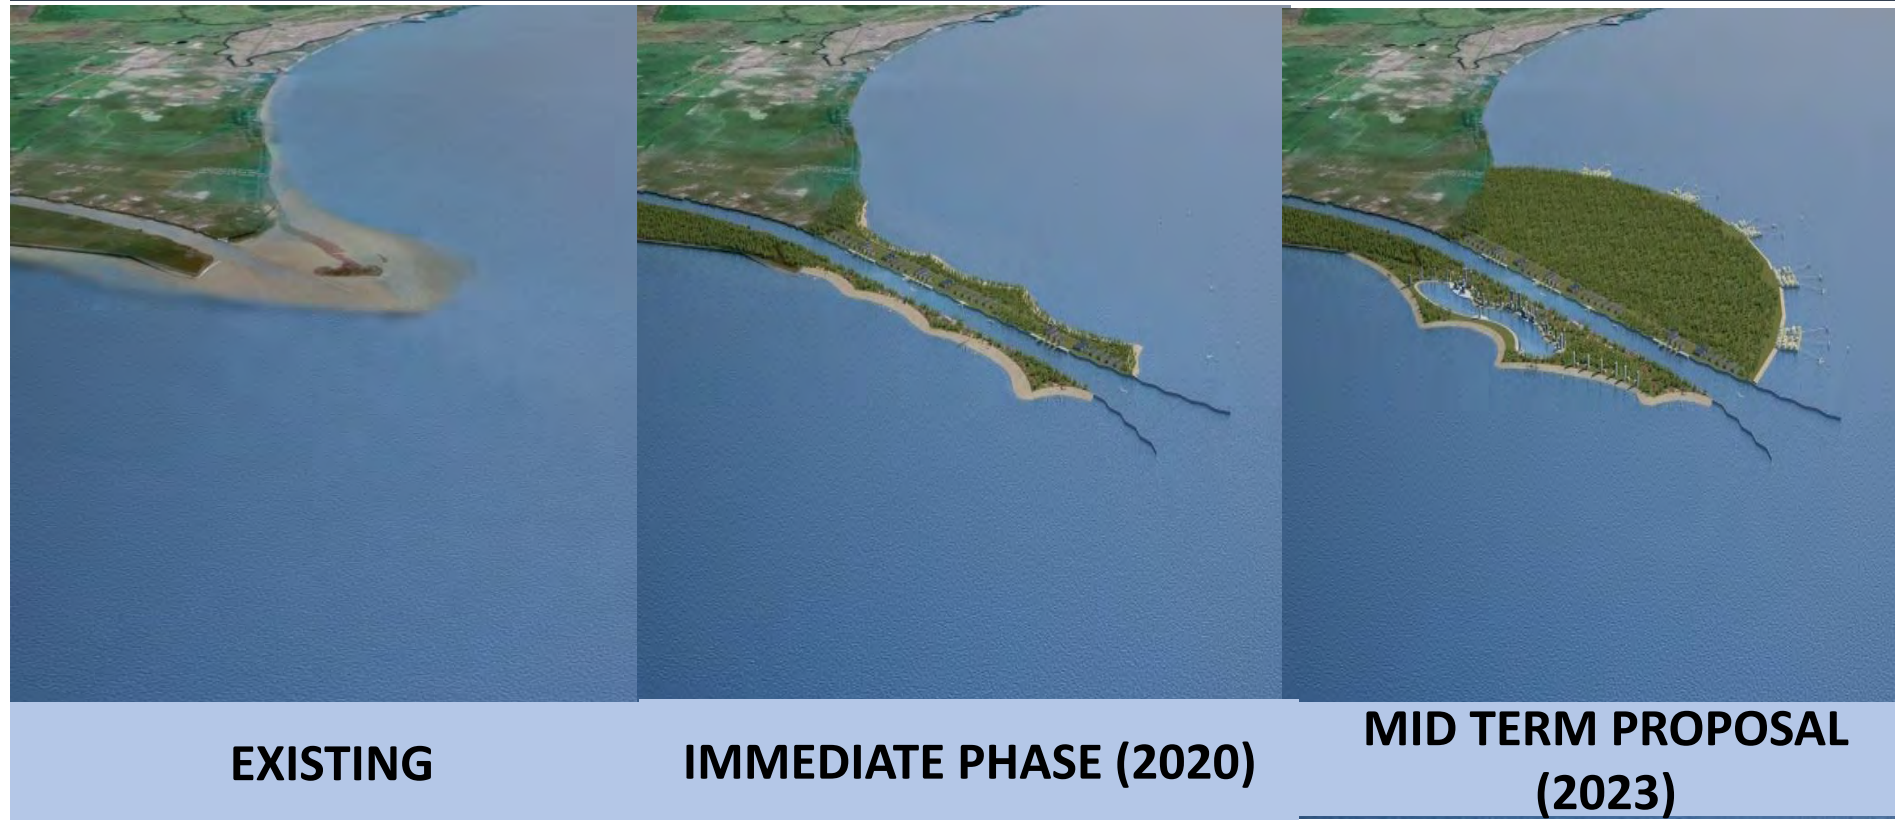 EXISTING
IMMEDIATE PHASE (2020)
MID TERM PROPOSAL
(2023)